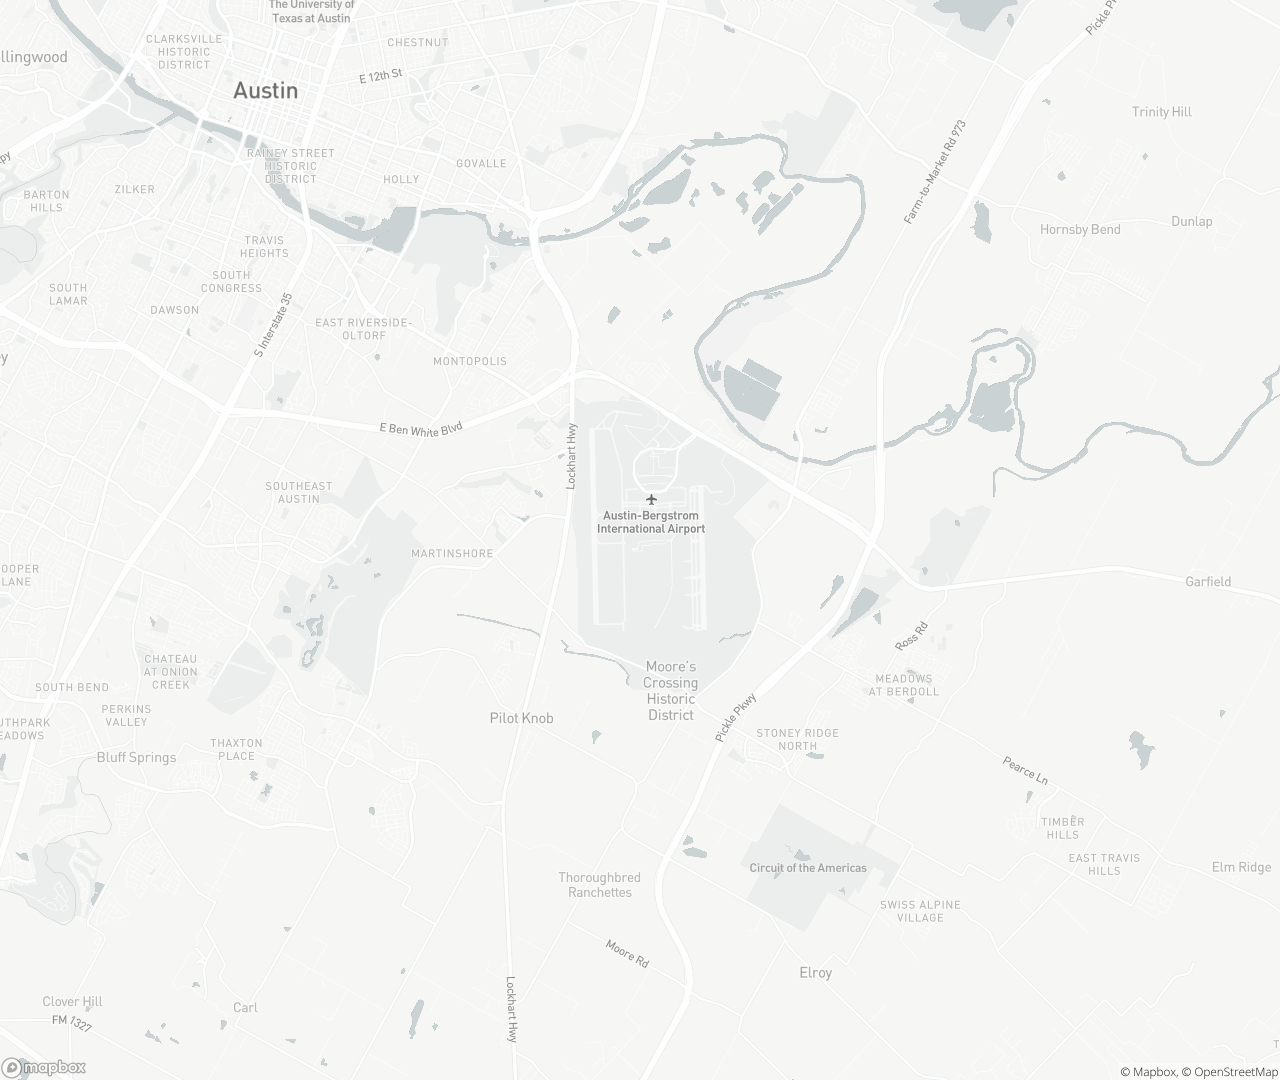 The University of
Texas at Austin
Pickle P
CLARKSVILLE
HISTORIC
DISTRICT
CHESTNUT
llingwood
E 12th St
Austin
Trinity Hill
Farm-to-Market Rd 973
RAINEY STREET
HISTORIC
DISTRICT
GOVALLE
HOLLY
ZILKER
BARTON
HILLS
Dunlap
Hornsby Bend
TRAVIS
HEIGHTS
SOUTH
CONGRESS
SOUTH
LAMAR
DAWSON
S Interstate 35
EAST RIVERSIDE-
OLTORF
MONTOPOLIS
ey
E Ben White Blvd
Lockhart Hwy
SOUTHEAST
AUSTIN
Austin-Bergstrom
International Airport
MARTINSHORE
OOPER
LANE
Garfield
Ross Rd
CHATEAU
AT ONION
CREEK
Moore's
Crossing
Historic
District
MEADOWS
AT BERDOLL
SOUTH BEND
PERKINS
VALLEY
Pilot Knob
Pickle Pkwy
UTHPARK
EADOWS
STONEY RIDGE
NORTH
THAXTON
PLACE
Bluff Springs
Pearce Ln
TIMBER
HILLS
EAST TRAVIS
HILLS
Elm Ridge
Circuit of the Americas
Thoroughbred
Ranchettes
SWISS ALPINE
VILLAGE
Moore Rd
Elroy
Lockhart Hwy
Clover Hill
Carl
FM 1327
mapbox
© Mapbox, © OpenStreetMap